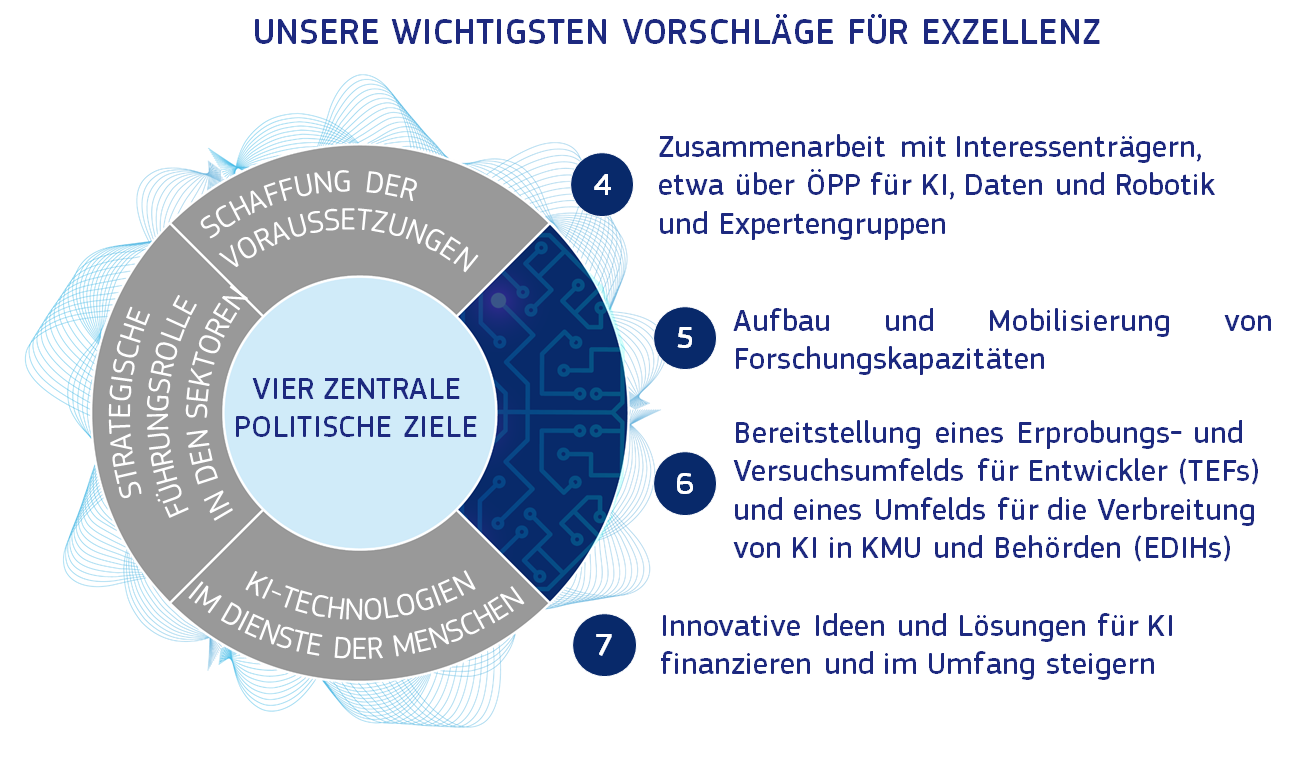 UNSERE WICHTIGSTEN VORSCHLÄGE FÜR EXZELLENZ
SCHAFFUNG DER
VORAUSSETZUNGEN
STRATEGISCHE
FÜHRUNGSROLLE
IN DEN SEKTOREN
VIER ZENTRALE
POLITISCHE ZIELE
KI-TECHNOLOGIEN
IM DIENSTE DER MENSCHEN
4
Zusammenarbeit mit Interessenträgern,
etwa über ÖPP für KI, Daten und Robotik
und Expertengruppen
5
Aufbau und Mobilisierung von
Forschungskapazitäten
6
Bereitstellung eines Erprobungs- und
Versuchsumfelds für Entwickler (TEFs)
und eines Umfelds für die Verbreitung
von KI in KMU und Behörden (EDIHs)
7
Innovative Ideen und Lösungen für KI
finanzieren und im Umfang steigern